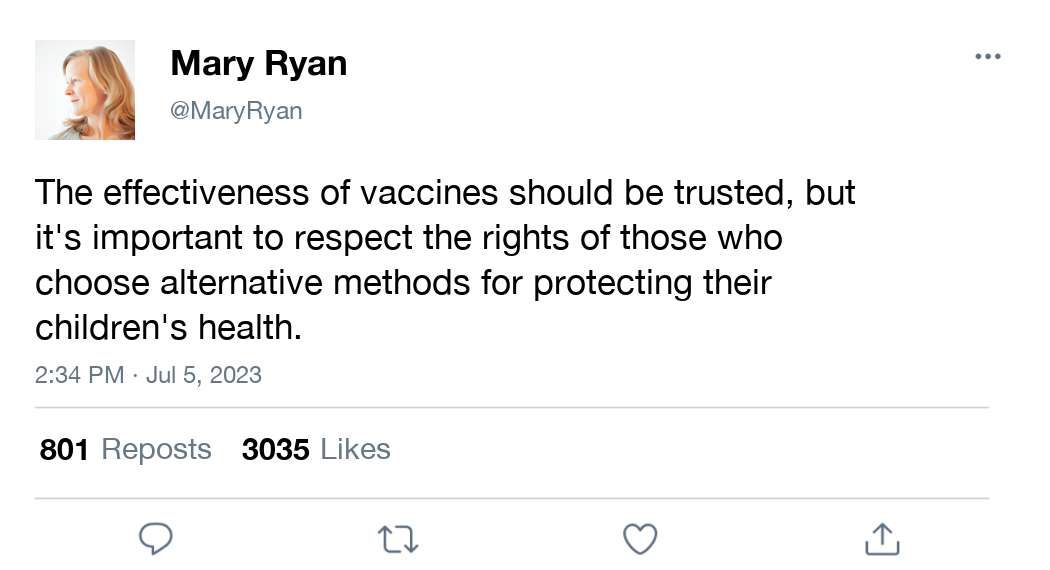 Mary Ryan
@MaryRyan
The effectiveness of vaccines should be trusted, but
it's important to respect the rights of those who
choose alternative methods for protecting their
children's health.
2:34 PM · Jul 5, 2023
801 Reposts 3035 Likes